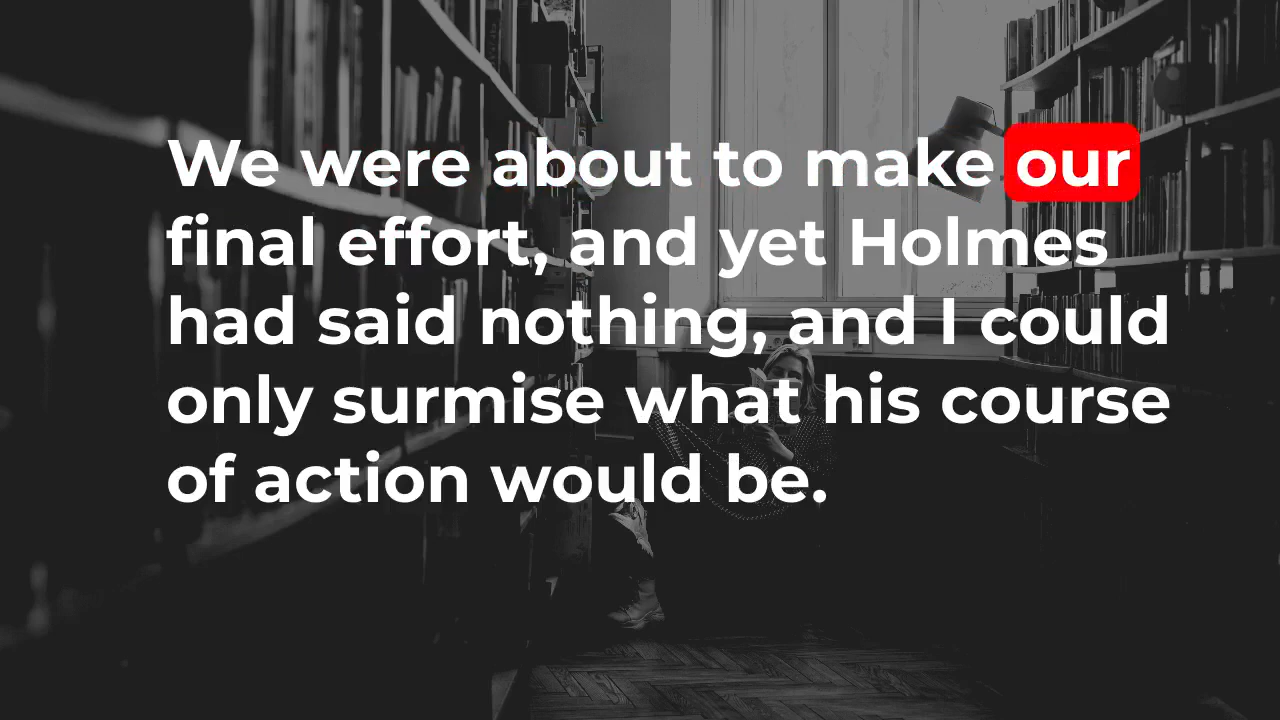 We were about to make our
final effort, and yet Holmes
had said nothing, and I could
only surmise what his course
of action would be.